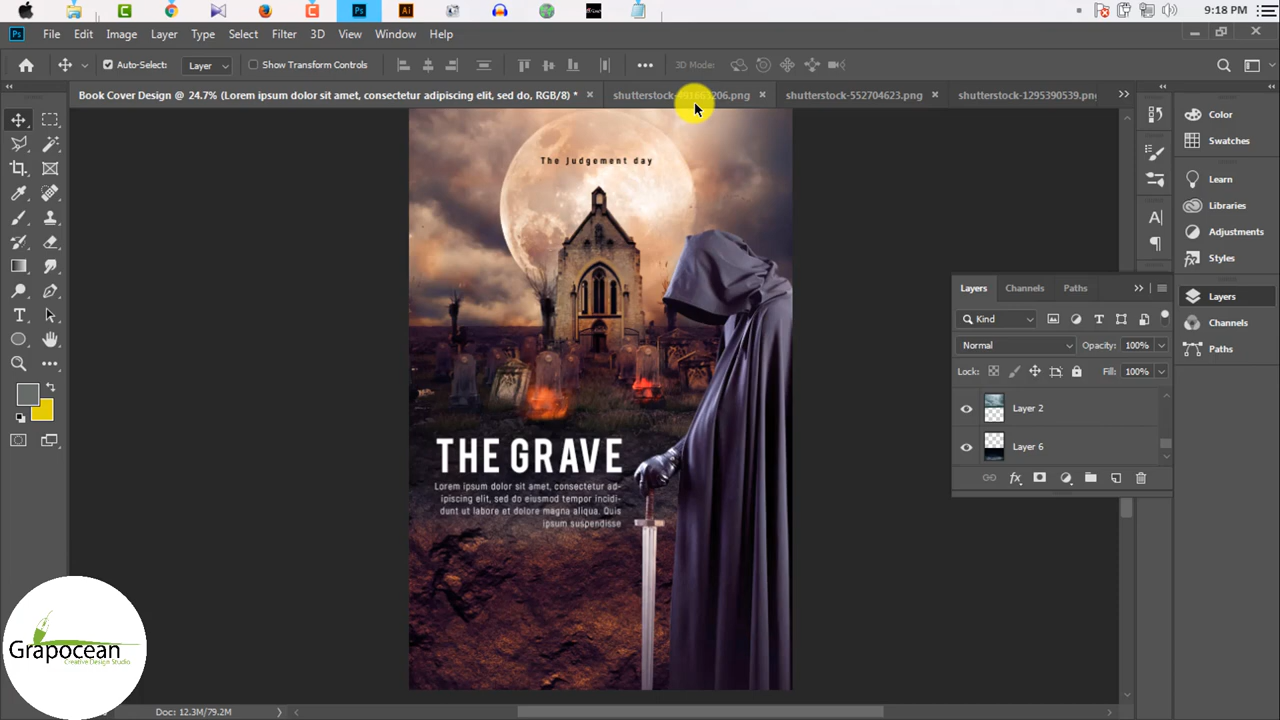 9:18 PM
Ps File Edit Image Layer Type Select Filter 3D View Window Help
Auto-Select: Layer Show Transform Controls 3D Mode:
Book Cover Design @ 24.7% (Lorem ipsum dolor sit amet, consectetur adipiscing elit, sed do, RGB/8) * shutterstock-552704623.png shutterstock-1295390539.png
Color
Swatches
Learn
Libraries
Adjustments
Styles
Layers
Channels
Paths
Layers Channels Paths
Kind
Normal Opacity: 100%
Lock: Fill: 100%
Layer 2
Layer 6
The Judgement day
THE GRAVE
Lorem ipsum dolor sit amet, consectetur ad-
ipiscing elit, sed do eiusmod tempor incidi-
dunt ut labore et dolore magna aliqua. Quis
ipsum suspendisse
Grapocean
Creative Design Studio
Doc: 12.3M/79.2M